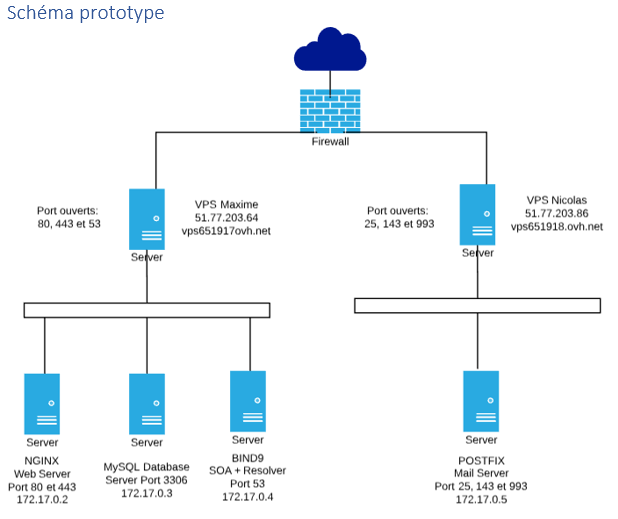 Schéma prototype
Firewall
Port ouverts:
80, 443 et 53
VPS Maxime
51.77.203.64
vps651917ovh.net
Server
Port ouverts:
25, 143 et 993
VPS Nicolas
51.77.203.86
vps651918.ovh.net
Server
Server
NGINX
Web Server
Port 80 et 443
172.17.0.2
Server
MySQL Database
Server Port 3306
172.17.0.3
Server
BIND9
SOA + Resolver
Port 53
172.17.0.4
Server
POSTFIX
Mail Server
Port 25, 143 et 993
172.17.0.5